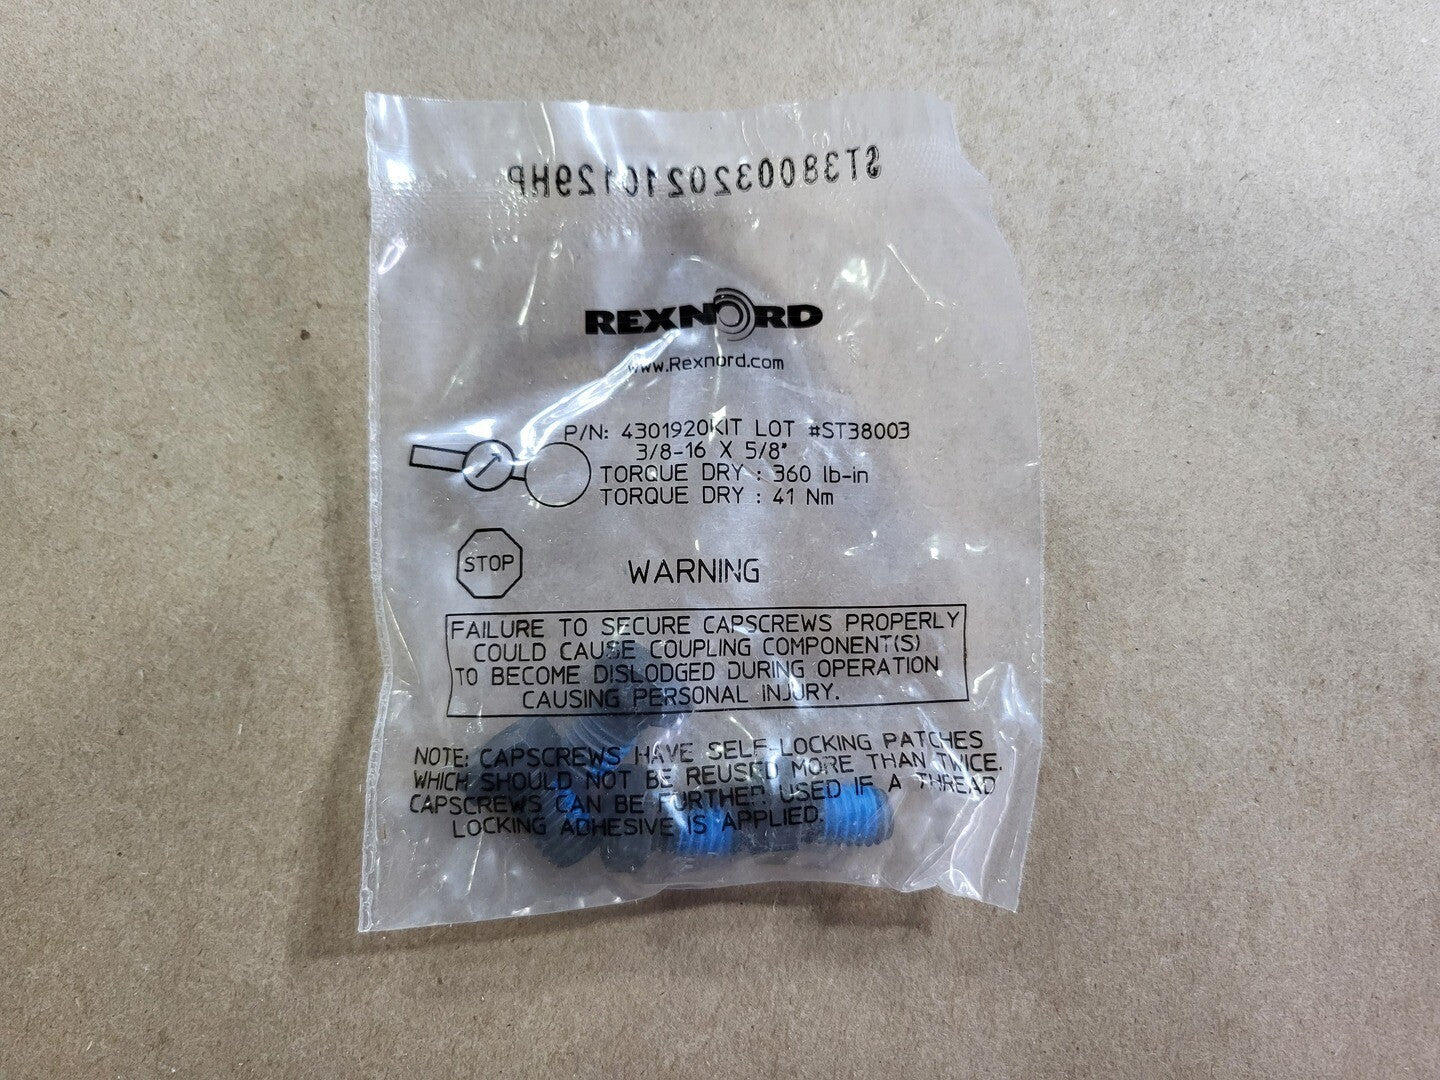 ST3800320210129HP
REXNORD
www.Rexnord.com
P/N: 4301920KIT LOT #ST38003
3/8-16 X 5/8"
TORQUE DRY : 360 lb-in
TORQUE DRY : 41 Nm
STOP
WARNING
FAILURE TO SECURE CAPSCREWS PROPERLY
COULD CAUSE COUPLING COMPONENT(S)
TO BECOME DISLODGED DURING OPERATION
CAUSING PERSONAL INJURY.
NOTE: CAPSCREWS HAVE SELF-LOCKING PATCHES
WHICH SHOULD NOT BE REUSED MORE THAN TWICE.
CAPSCREWS CAN BE FURTHER USED IF A THREAD
LOCKING ADHESIVE IS APPLIED.